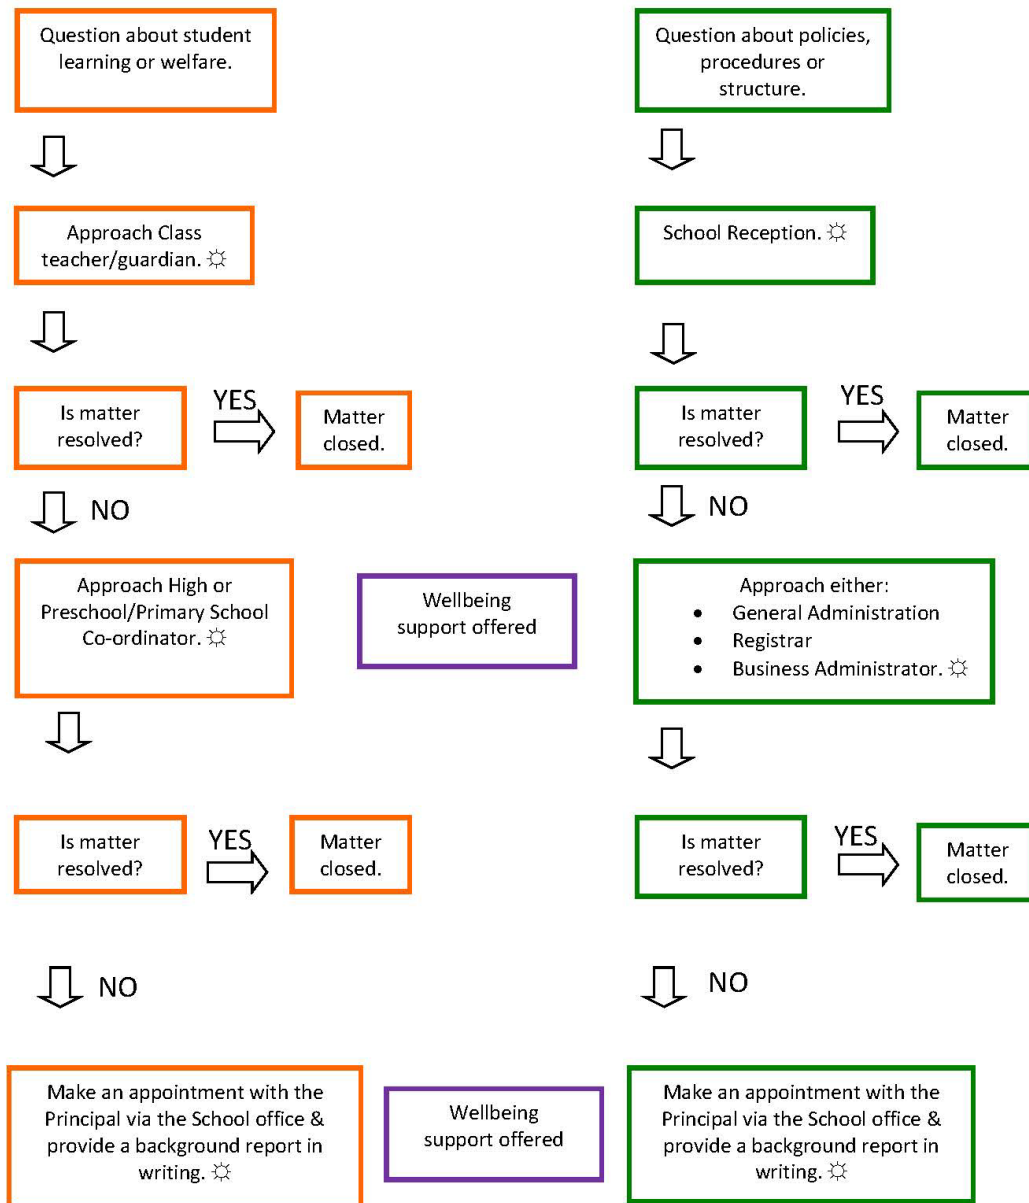 Question about student
learning or welfare.
Question about policies,
procedures or
structure.
Approach Class
teacher/guardian. ☼
School Reception. ☼
Is matter
resolved?
YES
Matter
closed.
Is matter
resolved?
YES
Matter
closed.
NO
NO
Approach High or
Preschool/Primary School
Co-ordinator. ☼
Wellbeing
support offered
Approach either:
• General Administration
• Registrar
• Business Administrator. ☼
Is matter
resolved?
YES
Matter
closed.
Is matter
resolved?
YES
Matter
closed.
NO
NO
Make an appointment with the
Principal via the School office &
provide a background report in
writing. ☼
Wellbeing
support offered
Make an appointment with the
Principal via the School office &
provide a background report in
writing. ☼